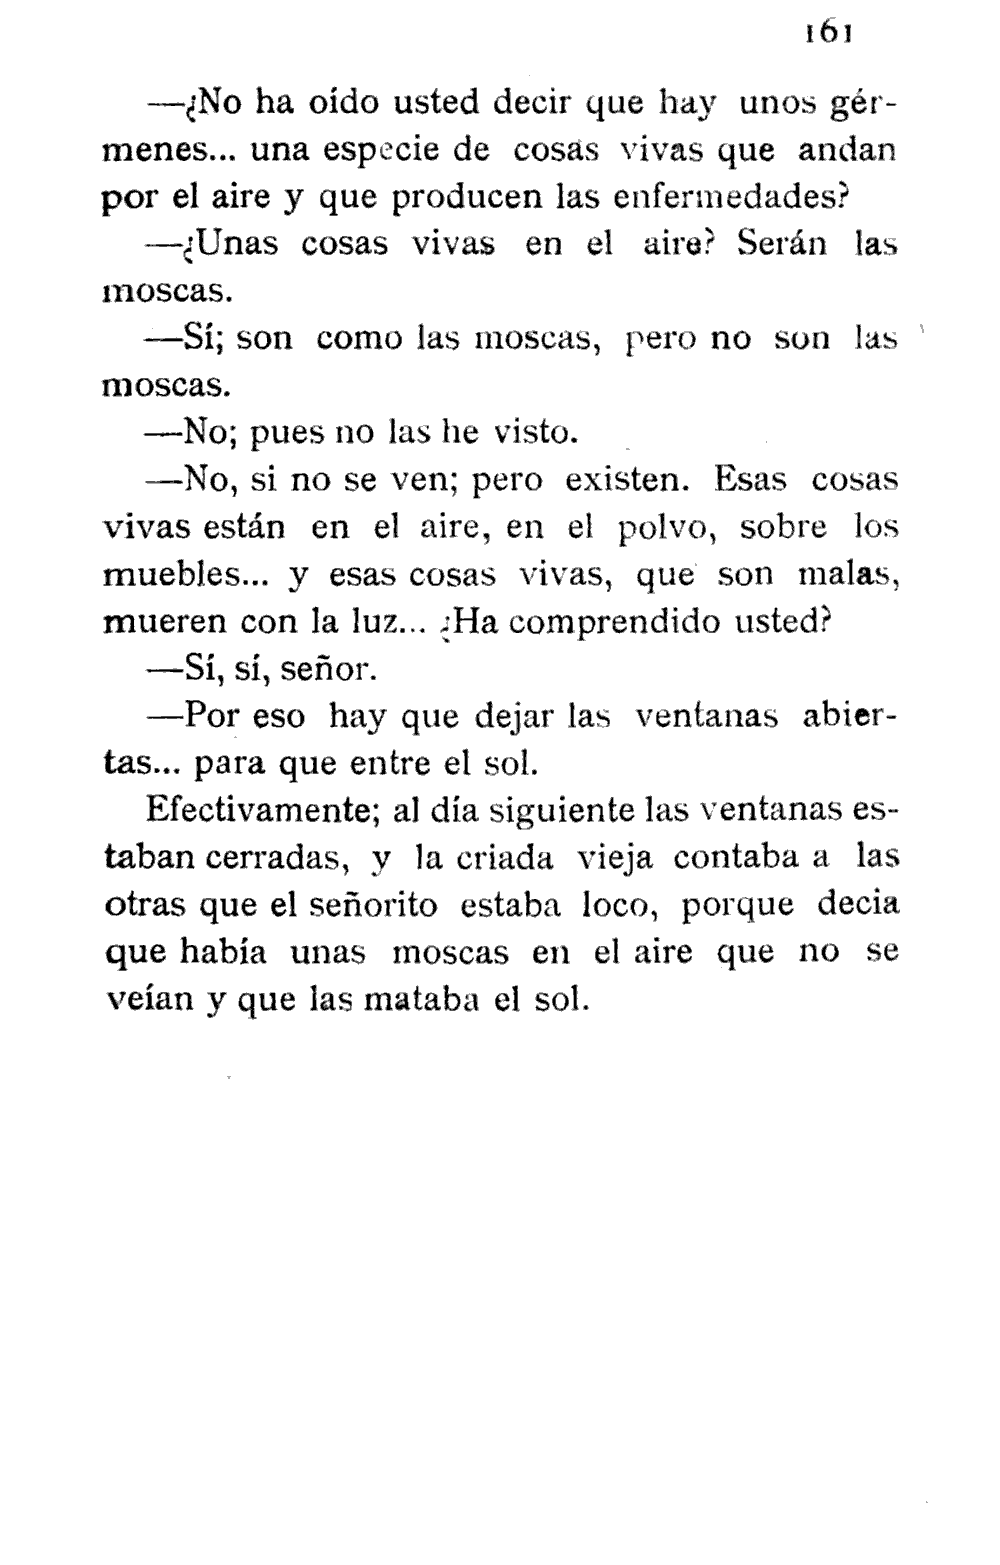 161
—¿No ha oído usted decir que hay unos gér-
menes... una especie de cosas vivas que andan
por el aire y que producen las enfermedades?
—¿Unas cosas vivas en el aire? Serán las
moscas.
—Sí; son como las moscas, pero no son las
moscas.
—No; pues no las he visto.
—No, si no se ven; pero existen. Esas cosas
vivas están en el aire, en el polvo, sobre los
muebles... y esas cosas vivas, que son malas,
mueren con la luz... ¿Ha comprendido usted?
—Sí, sí, señor.
—Por eso hay que dejar las ventanas abier-
tas... para que entre el sol.
Efectivamente; al día siguiente las ventanas es-
taban cerradas, y la criada vieja contaba a las
otras que el señorito estaba loco, porque decia
que había unas moscas en el aire que no se
veían y que las mataba el sol.